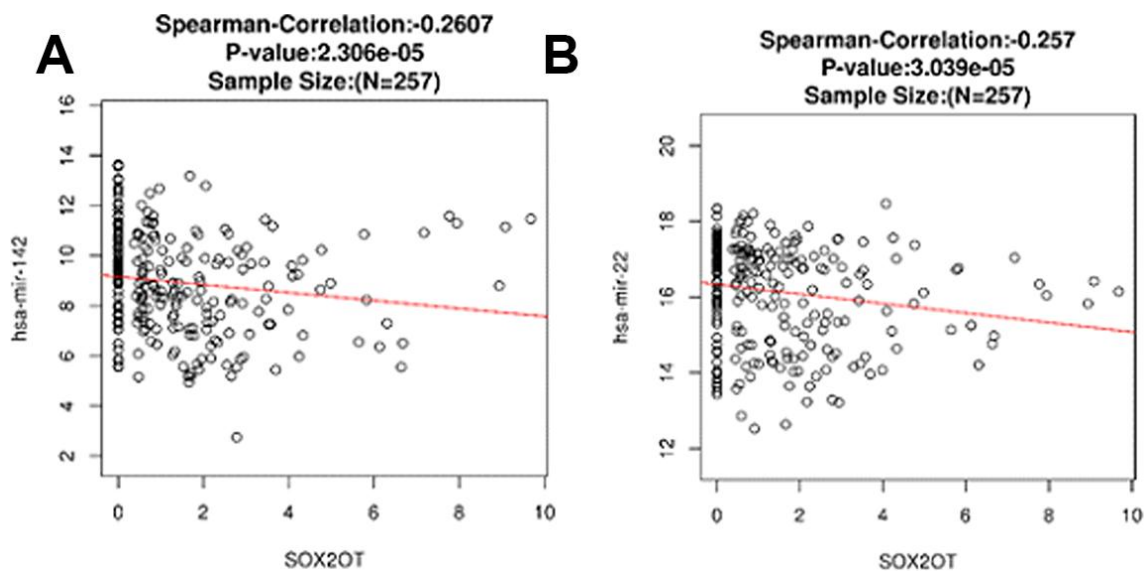 A
Spearman-Correlation:-0.2607
P-value:2.306e-05
Sample Size:(N=257)
hsa-mir-142
16
14
12
10
8
6
4
2
0 2 4 6 8 10
SOX2OT
B
Spearman-Correlation:-0.257
P-value:3.039e-05
Sample Size:(N=257)
hsa-mir-22
20
18
16
14
12
0 2 4 6 8 10
SOX2OT